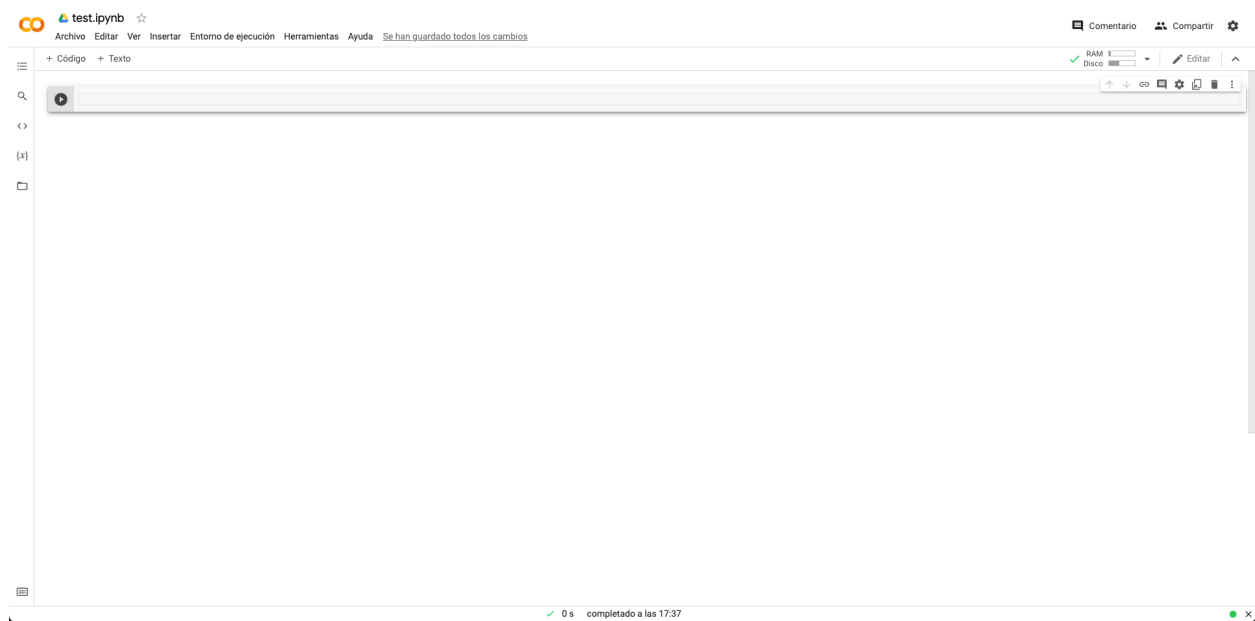 test.ipynb
Archivo Editar Ver Insertar Entorno de ejecución Herramientas Ayuda Se han guardado todos los cambios
Comentario Compartir
+ Código + Texto
RAM
Disco
Editar
{x}
0 s completado a las 17:37